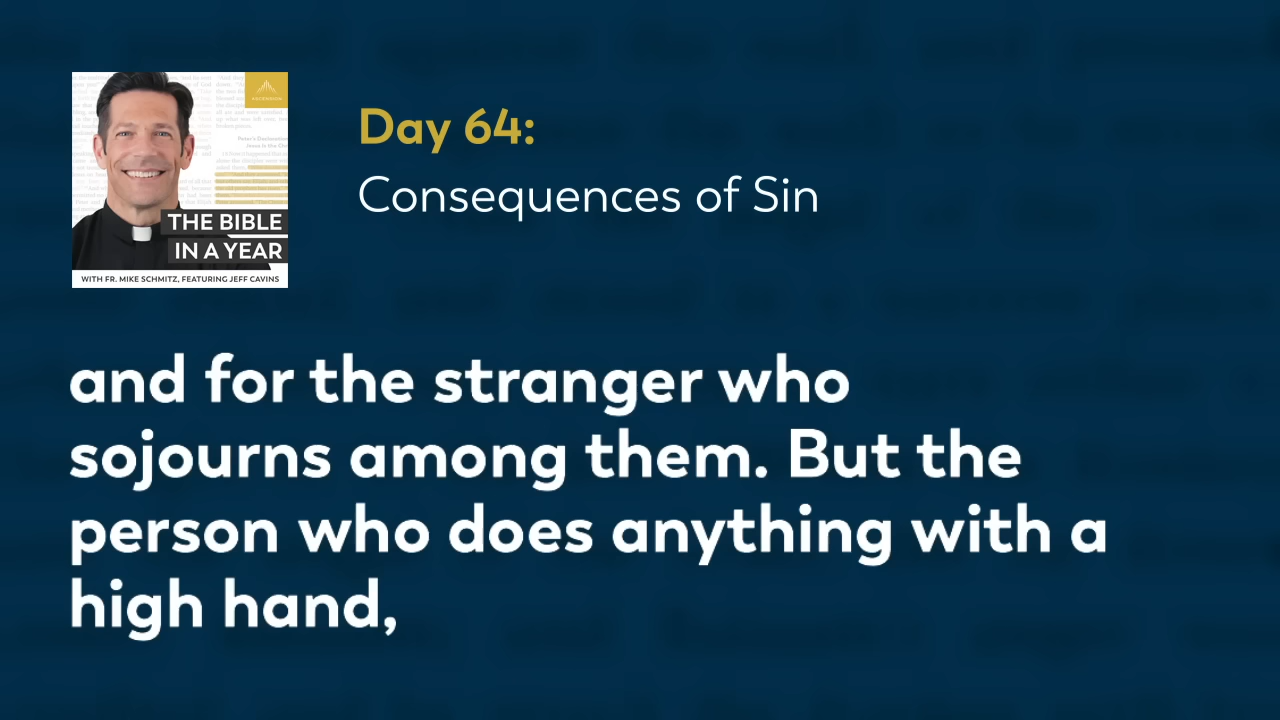 Day 64:
Consequences of Sin
ASCENSION
THE BIBLE
IN A YEAR
WITH FR. MIKE SCHMITZ, FEATURING JEFF CAVINS
and for the stranger who
sojourns among them. But the
person who does anything with a
high hand,